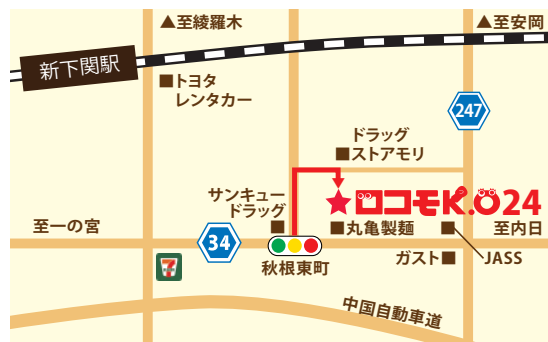 ▲至綾羅木
▲至安岡
新下関駅
■トヨタ
レンタカー
247
ドラッグ
■ストアモリ
サンキュー
ドラッグ■
★ロコモK.O24
至一の宮
34
■丸亀製麺
至内日
7
ELEVEN
秋根東町
ガスト■
JASS
中国自動車道